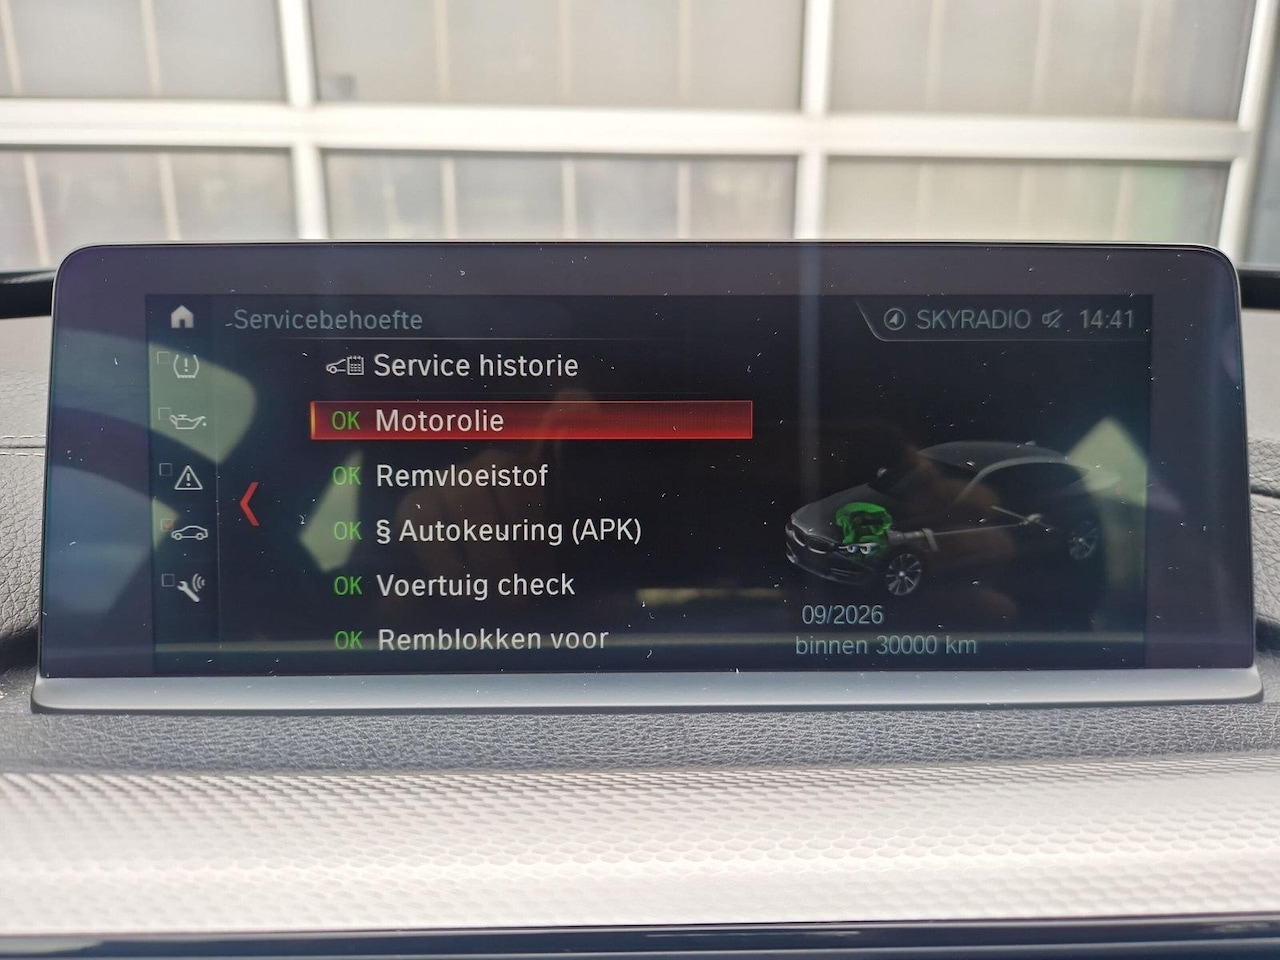 Servicebehoefte
SKYRADIO 14:41
Service historie
OK Motorolie
OK Remvloeistof
OK § Autokeuring (APK)
OK Voertuig check
OK Remblokken voor
09/2026
binnen 30000 km